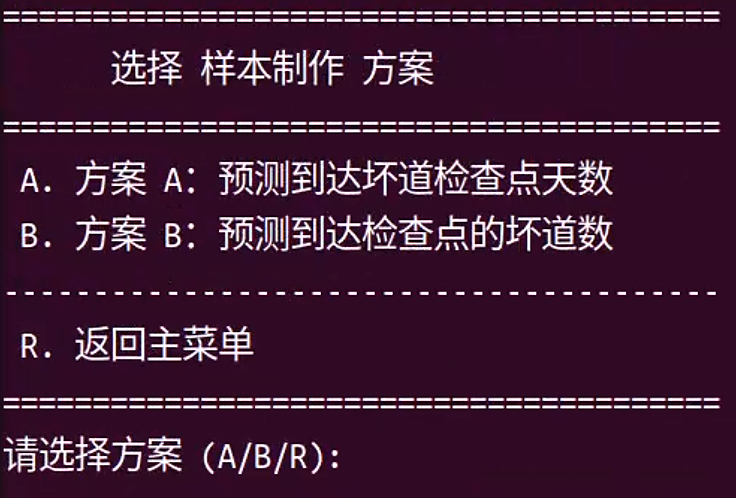 ========================================
选择 样本制作 方案
========================================
A. 方案 A：预测到达坏道检查点天数
B. 方案 B：预测到达检查点的坏道数
----------------------------------------
R. 返回主菜单
========================================
请选择方案 (A/B/R):